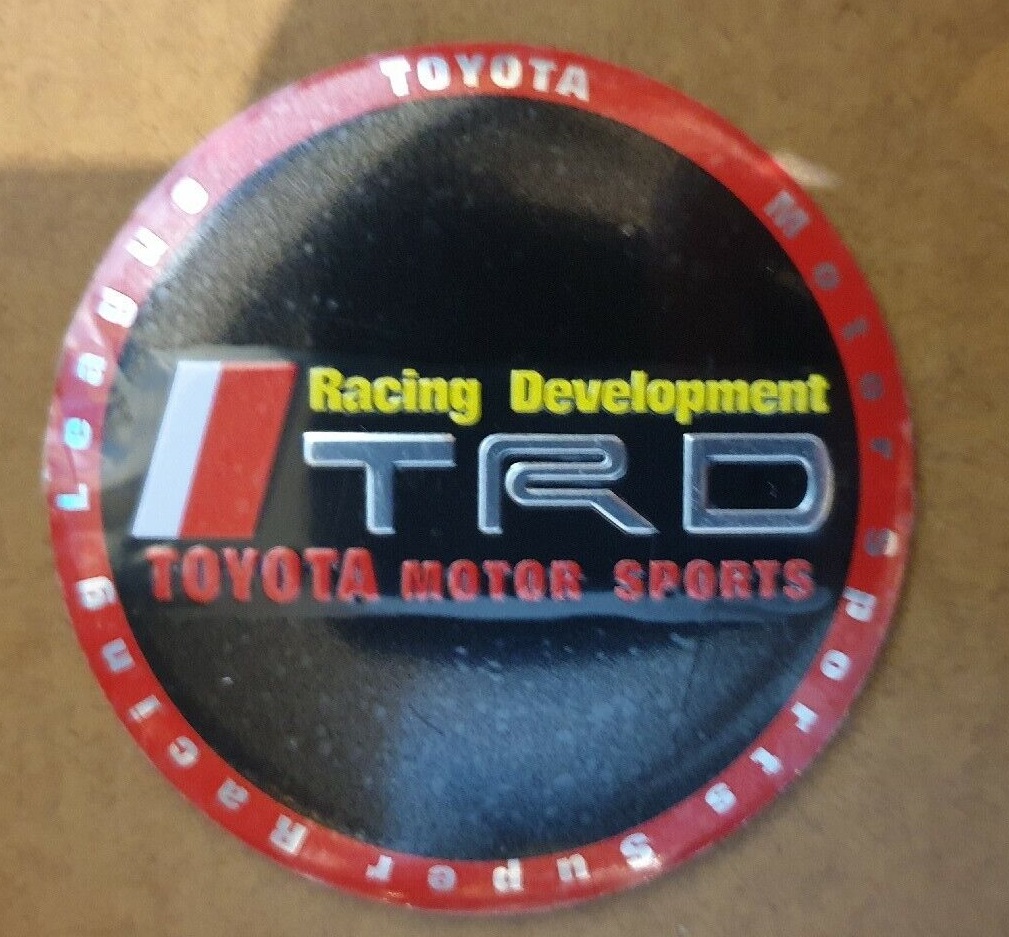 TOYOTA Motor Sports Super Racing League
Racing Development
TRD
TOYOTA MOTOR SPORTS